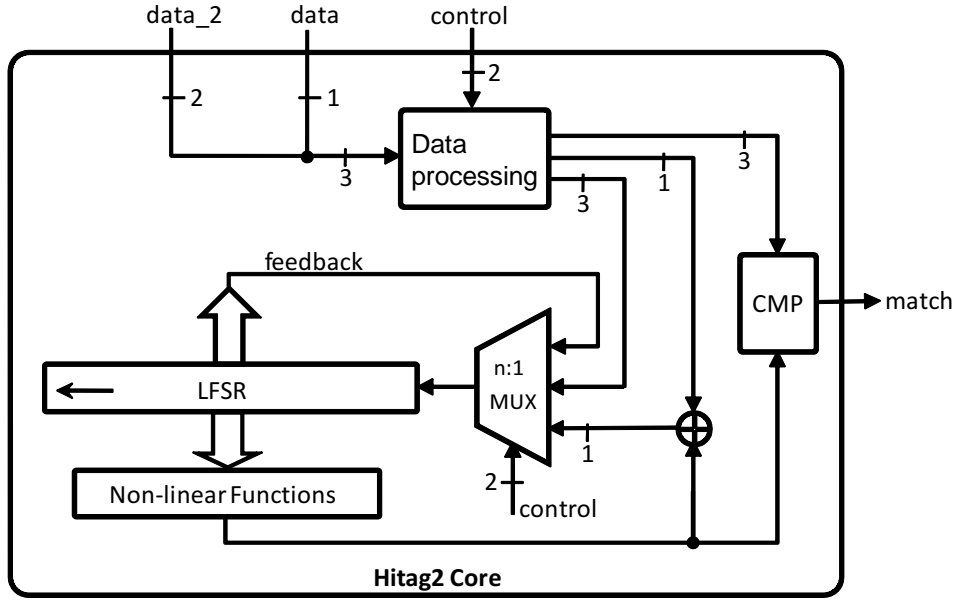 data_2 data control
2 1 2
Data
processing
3 3 1 3
feedback
CMP match
n:1
MUX
LFSR
1
2
control
Non-linear Functions
Hitag2 Core